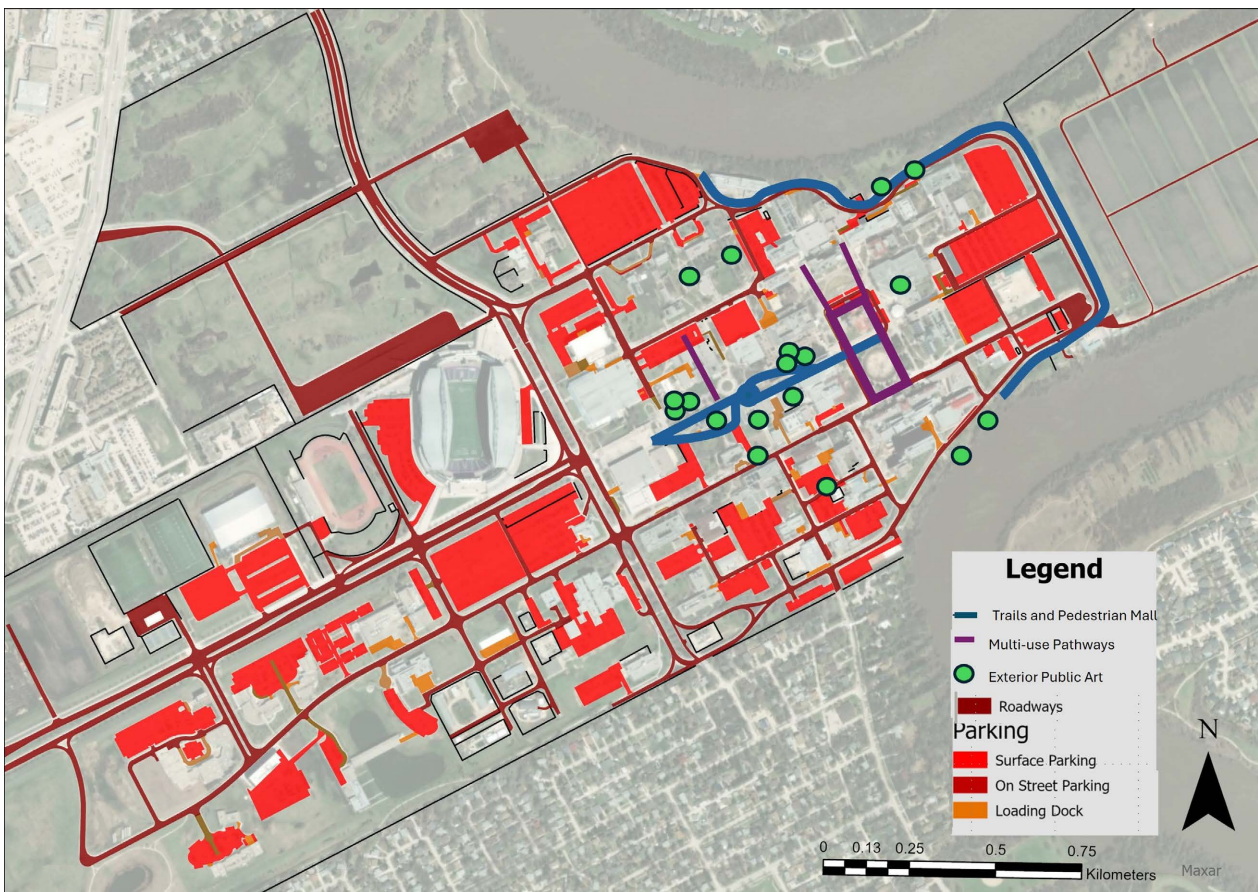 Legend
Trails and Pedestrian Mall
Multi-use Pathways
Exterior Public Art
Roadways
Parking
Surface Parking
On Street Parking
Loading Dock
N
0 0.13 0.25 0.5 0.75
Kilometers
Maxar